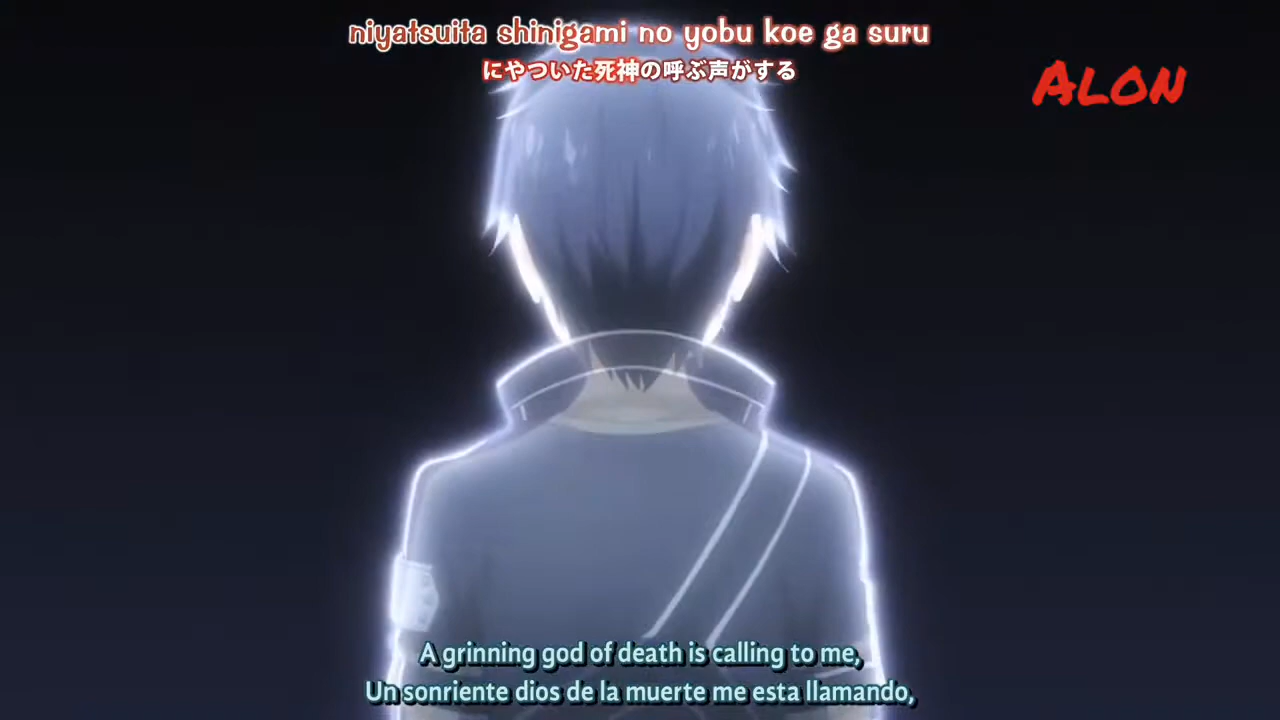 niyatsuita shinigami no yobu koe ga suru
にやついた死神の呼ぶ声がする
ALON
A grinning god of death is calling to me,
Un sonriente dios de la muerte me esta llamando,